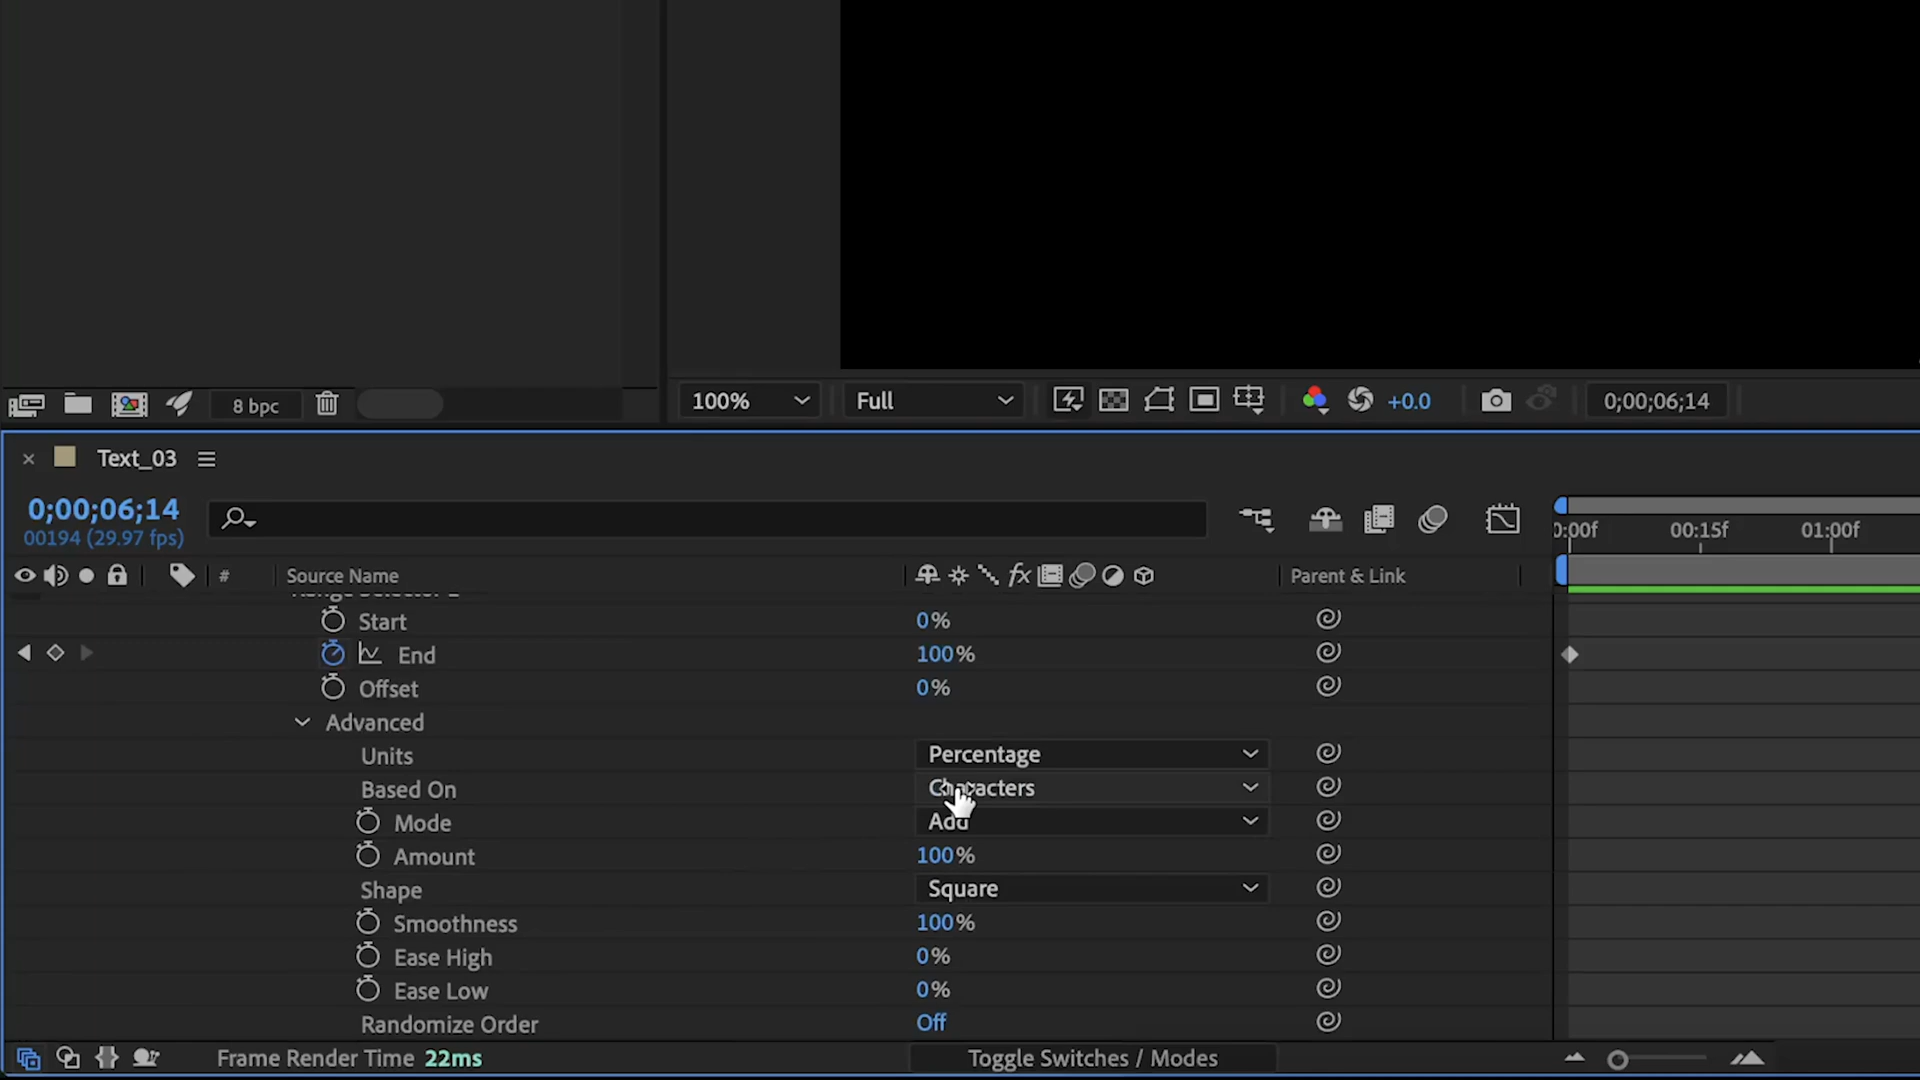 8 bpc
100%
Full
+0.0
0;00;06;14
Text_03
0;00;06;14
00194 (29.97 fps)
0:00f
00:15f
01:00f
#
Source Name
fx
Parent & Link
Start
0%
End
100%
Offset
0%
Advanced
Units
Percentage
Based On
Characters
Mode
Add
Amount
100%
Shape
Square
Smoothness
100%
Ease High
0%
Ease Low
0%
Randomize Order
Off
Frame Render Time 22ms
Toggle Switches / Modes